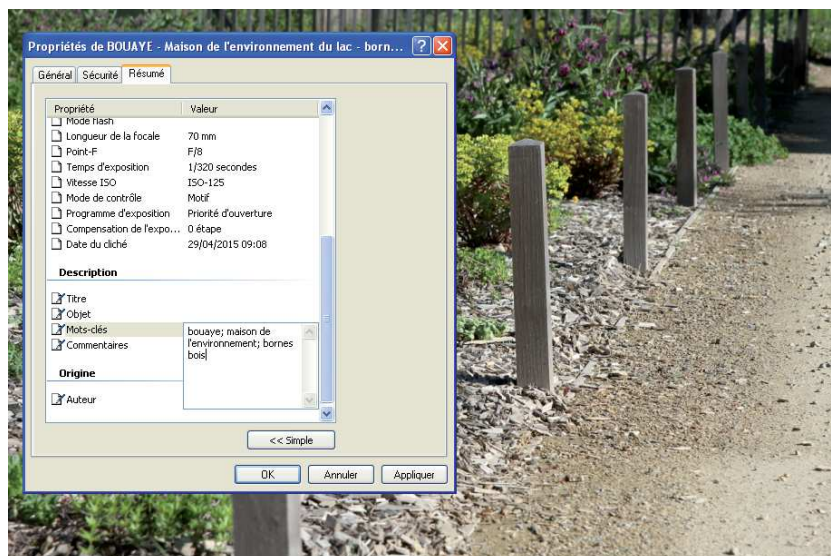 Propriétés de BOUAYE - Maison de l'environnement du lac - born...
Général Sécurité Résumé
Propriété Valeur
Mode flash
Longueur de la focale 70 mm
Point-F F/8
Temps d'exposition 1/320 secondes
Vitesse ISO ISO-125
Mode de contrôle Motif
Programme d'exposition Priorité d'ouverture
Compensation de l'expo... 0 étape
Date du cliché 29/04/2015 09:08
Description
Titre
Objet
Mots-clés bouaye; maison de
l'environnement; bornes
bois
Commentaires
Origine
Auteur
<< Simple
OK Annuler Appliquer